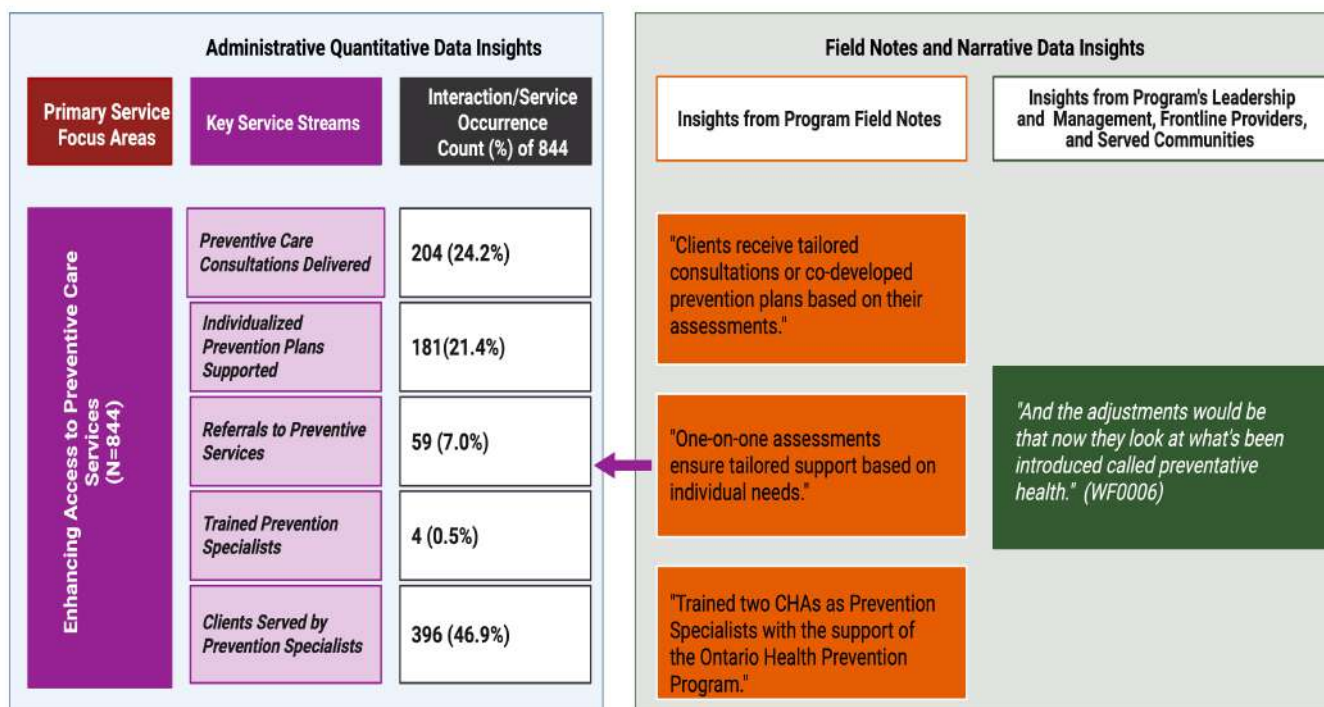 Administrative Quantitative Data Insights
Primary Service
Focus Areas
Key Service Streams
Interaction/Service
Occurrence
Count (%) of 844
Enhancing Access to Preventive Care
Services
(N=844)
Preventive Care
Consultations Delivered
204 (24.2%)
Individualized
Prevention Plans
Supported
181(21.4%)
Referrals to Preventive
Services
59 (7.0%)
Trained Prevention
Specialists
4 (0.5%)
Clients Served by
Prevention Specialists
396 (46.9%)
Field Notes and Narrative Data Insights
Insights from Program Field Notes
Insights from Program's Leadership
and Management, Frontline Providers,
and Served Communities
"Clients receive tailored
consultations or co-developed
prevention plans based on their
assessments."
"One-on-one assessments
ensure tailored support based on
individual needs."
"Trained two CHAs as Prevention
Specialists with the support of
the Ontario Health Prevention
Program."
"And the adjustments would be
that now they look at what's been
introduced called preventative
health." (WF0006)